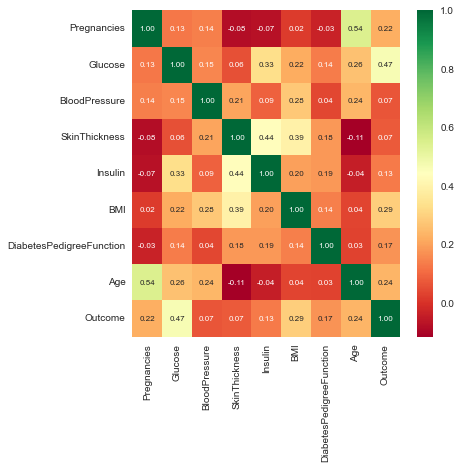 Pregnancies 1.00 0.13 0.14 -0.08 -0.07 0.02 -0.03 0.54 0.22
Glucose 0.13 1.00 0.15 0.06 0.33 0.22 0.14 0.26 0.47
BloodPressure 0.14 0.15 1.00 0.21 0.09 0.28 0.04 0.24 0.07
SkinThickness -0.08 0.06 0.21 1.00 0.44 0.39 0.18 -0.11 0.07
Insulin -0.07 0.33 0.09 0.44 1.00 0.20 0.19 -0.04 0.13
BMI 0.02 0.22 0.28 0.39 0.20 1.00 0.14 0.04 0.29
DiabetesPedigreeFunction -0.03 0.14 0.04 0.18 0.19 0.14 1.00 0.03 0.17
Age 0.54 0.26 0.24 -0.11 -0.04 0.04 0.03 1.00 0.24
Outcome 0.22 0.47 0.07 0.07 0.13 0.29 0.17 0.24 1.00
Pregnancies
Glucose
BloodPressure
SkinThickness
Insulin
BMI
DiabetesPedigreeFunction
Age
Outcome
1.0
0.8
0.6
0.4
0.2
0.0